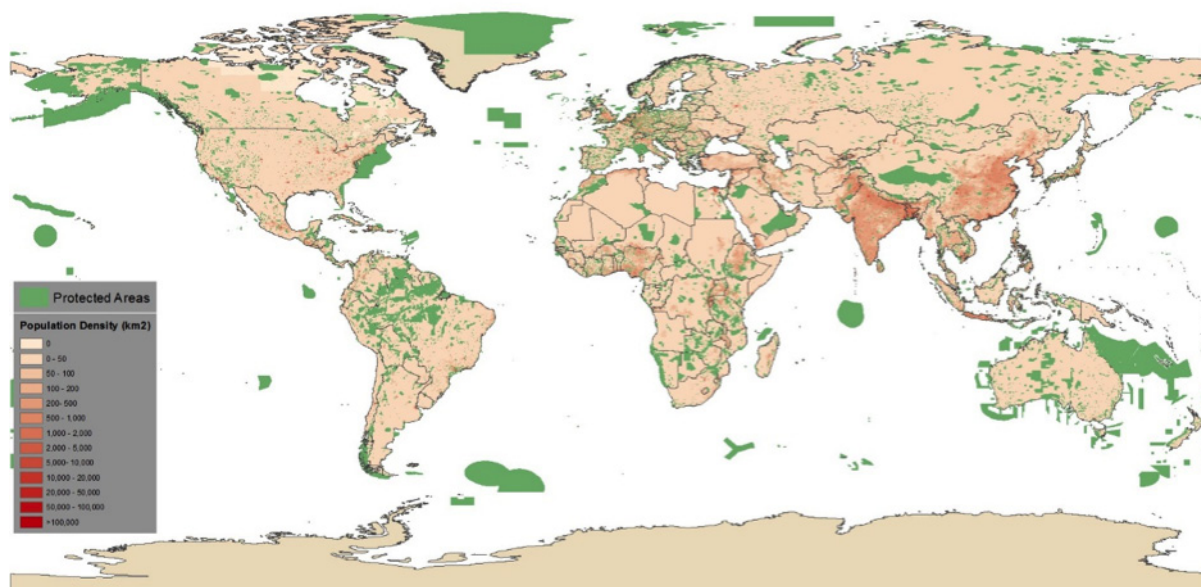 Protected Areas
Population Density (km2)
0
0 - 50
50 - 100
100 - 200
200- 500
500 - 1,000
1,000 - 2,000
2,000 - 5,000
5,000- 10,000
10,000 - 20,000
20,000 - 50,000
50,000 - 100,000
>100,000